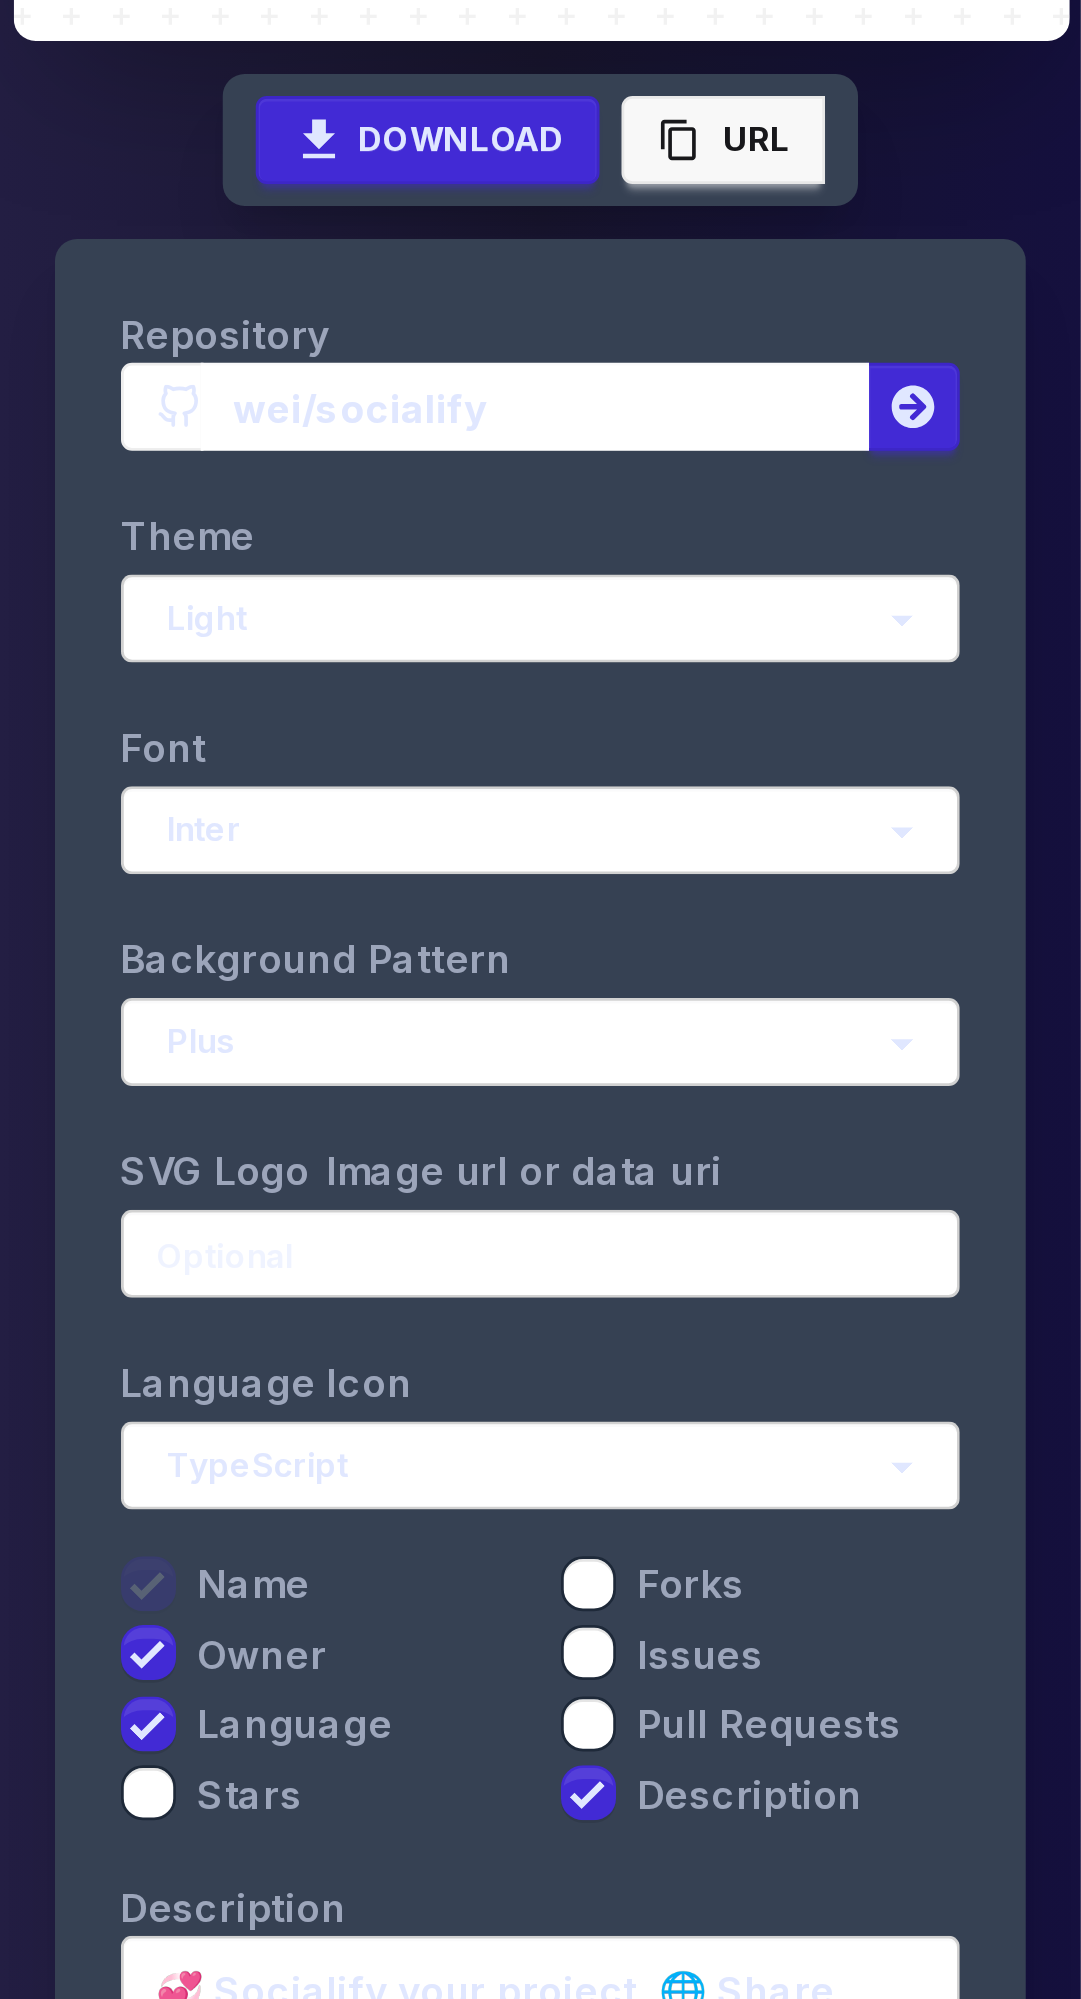 DOWNLOAD
URL
Repository
wei/socialify
Theme
Light
Font
Inter
Background Pattern
Plus
SVG Logo Image url or data uri
Optional
Language Icon
TypeScript
Name
Forks
Owner
Issues
Language
Pull Requests
Stars
Description
Description
💞 Socialify your project 🌐 Share